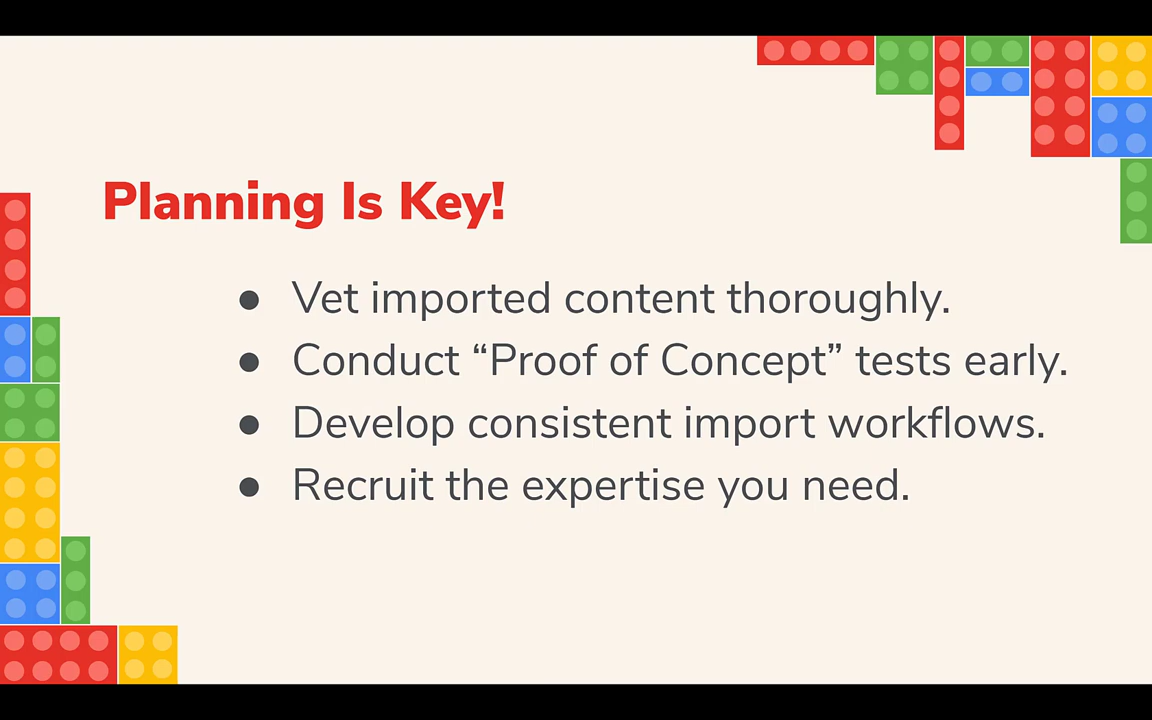 Planning Is Key!
● Vet imported content thoroughly.
● Conduct “Proof of Concept” tests early.
● Develop consistent import workflows.
● Recruit the expertise you need.